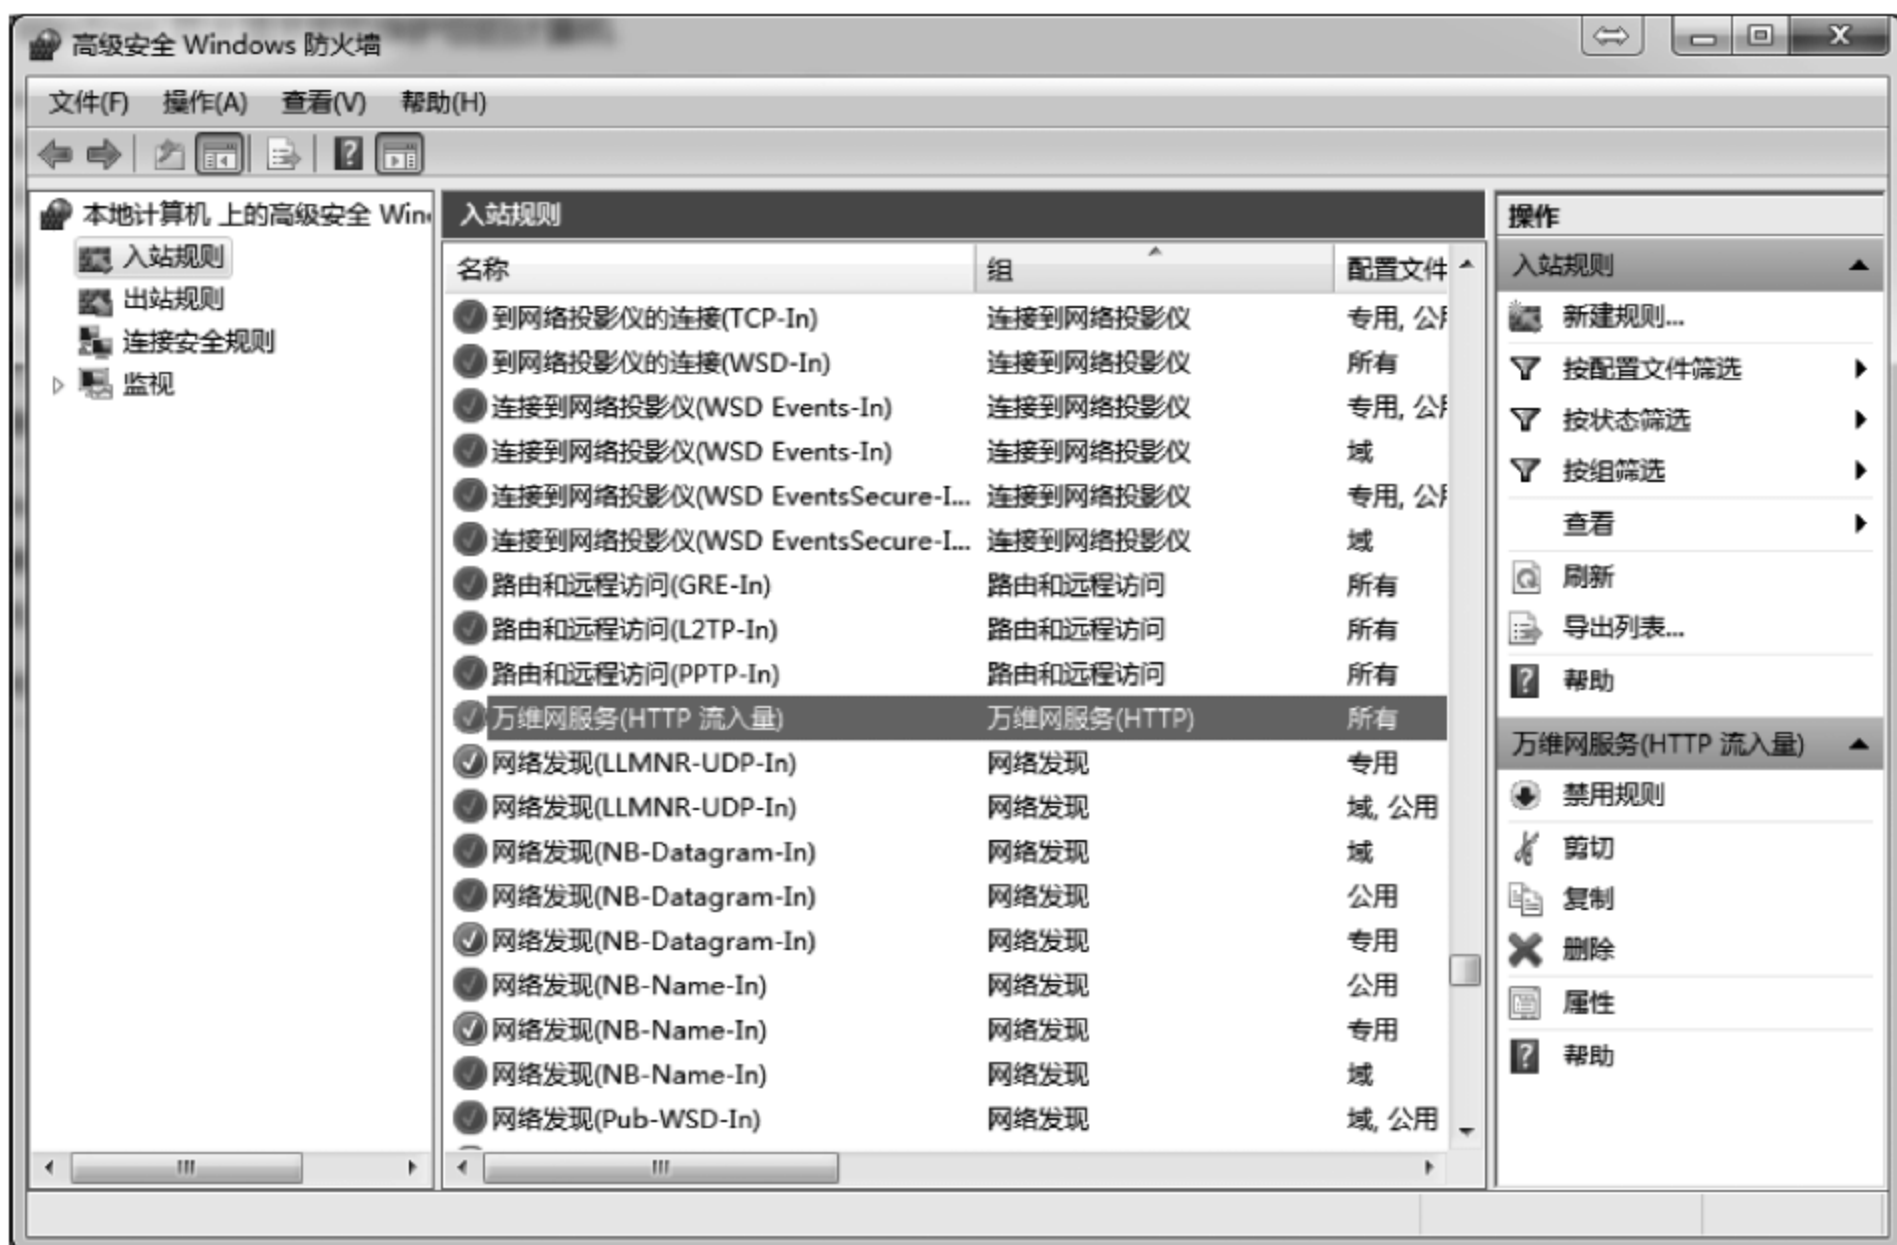 高级安全 Windows 防火墙
文件(F) 操作(A) 查看(V) 帮助(H)
本地计算机 上的高级安全 Win
入站规则
出站规则
连接安全规则
监视
入站规则
名称 组 配置文件
到网络投影仪的连接(TCP-In) 连接到网络投影仪 专用, 公
到网络投影仪的连接(WSD-In) 连接到网络投影仪 所有
连接到网络投影仪(WSD Events-In) 连接到网络投影仪 专用, 公
连接到网络投影仪(WSD Events-In) 连接到网络投影仪 域
连接到网络投影仪(WSD EventsSecure-I... 连接到网络投影仪 专用, 公
连接到网络投影仪(WSD EventsSecure-I... 连接到网络投影仪 域
路由和远程访问(GRE-In) 路由和远程访问 所有
路由和远程访问(L2TP-In) 路由和远程访问 所有
路由和远程访问(PPTP-In) 路由和远程访问 所有
万维网服务(HTTP 流入量) 万维网服务(HTTP) 所有
网络发现(LLMNR-UDP-In) 网络发现 专用
网络发现(LLMNR-UDP-In) 网络发现 域, 公用
网络发现(NB-Datagram-In) 网络发现 域
网络发现(NB-Datagram-In) 网络发现 公用
网络发现(NB-Datagram-In) 网络发现 专用
网络发现(NB-Name-In) 网络发现 公用
网络发现(NB-Name-In) 网络发现 专用
网络发现(NB-Name-In) 网络发现 域
网络发现(Pub-WSD-In) 网络发现 域, 公用
操作
入站规则
新建规则...
按配置文件筛选
按状态筛选
按组筛选
查看
刷新
导出列表...
帮助
万维网服务(HTTP 流入量)
禁用规则
剪切
复制
删除
属性
帮助